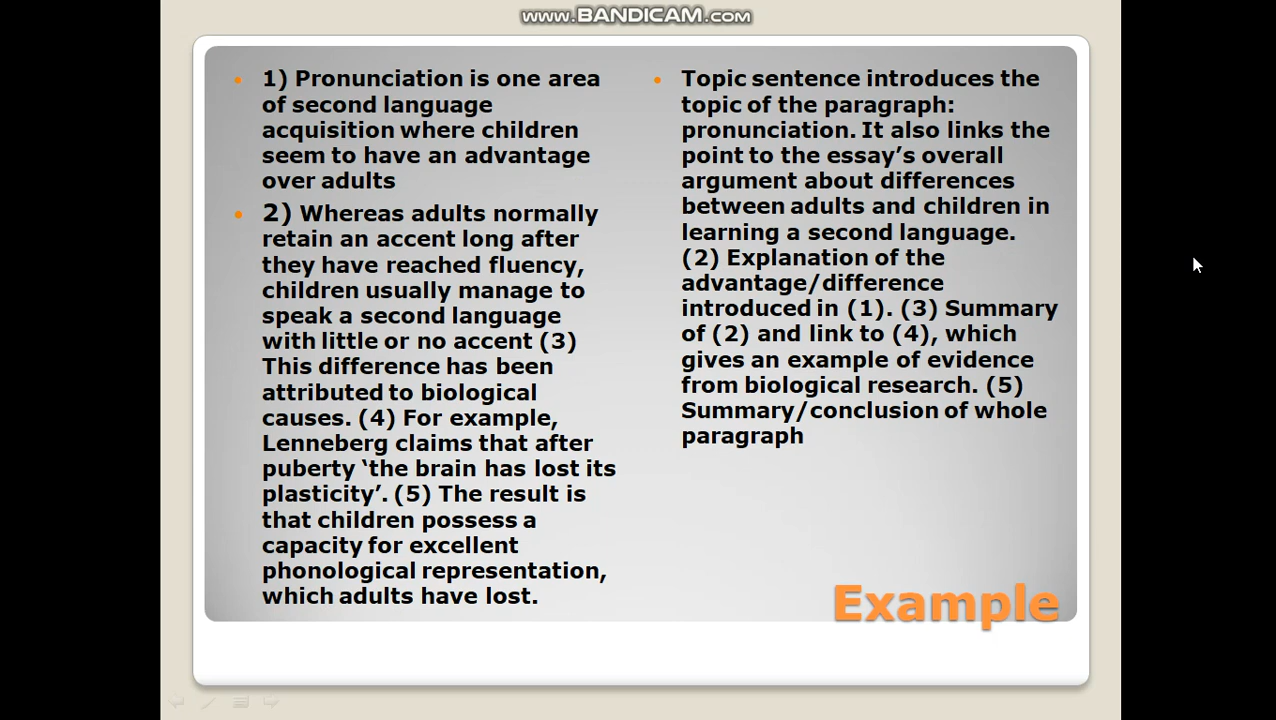 WWW.BANDICAM.COM
1) Pronunciation is one area
of second language
acquisition where children
seem to have an advantage
over adults
2) Whereas adults normally
retain an accent long after
they have reached fluency,
children usually manage to
speak a second language
with little or no accent (3)
This difference has been
attributed to biological
causes. (4) For example,
Lenneberg claims that after
puberty ‘the brain has lost its
plasticity’. (5) The result is
that children possess a
capacity for excellent
phonological representation,
which adults have lost.
Topic sentence introduces the
topic of the paragraph:
pronunciation. It also links the
point to the essay’s overall
argument about differences
between adults and children in
learning a second language.
(2) Explanation of the
advantage/difference
introduced in (1). (3) Summary
of (2) and link to (4), which
gives an example of evidence
from biological research. (5)
Summary/conclusion of whole
paragraph
Example